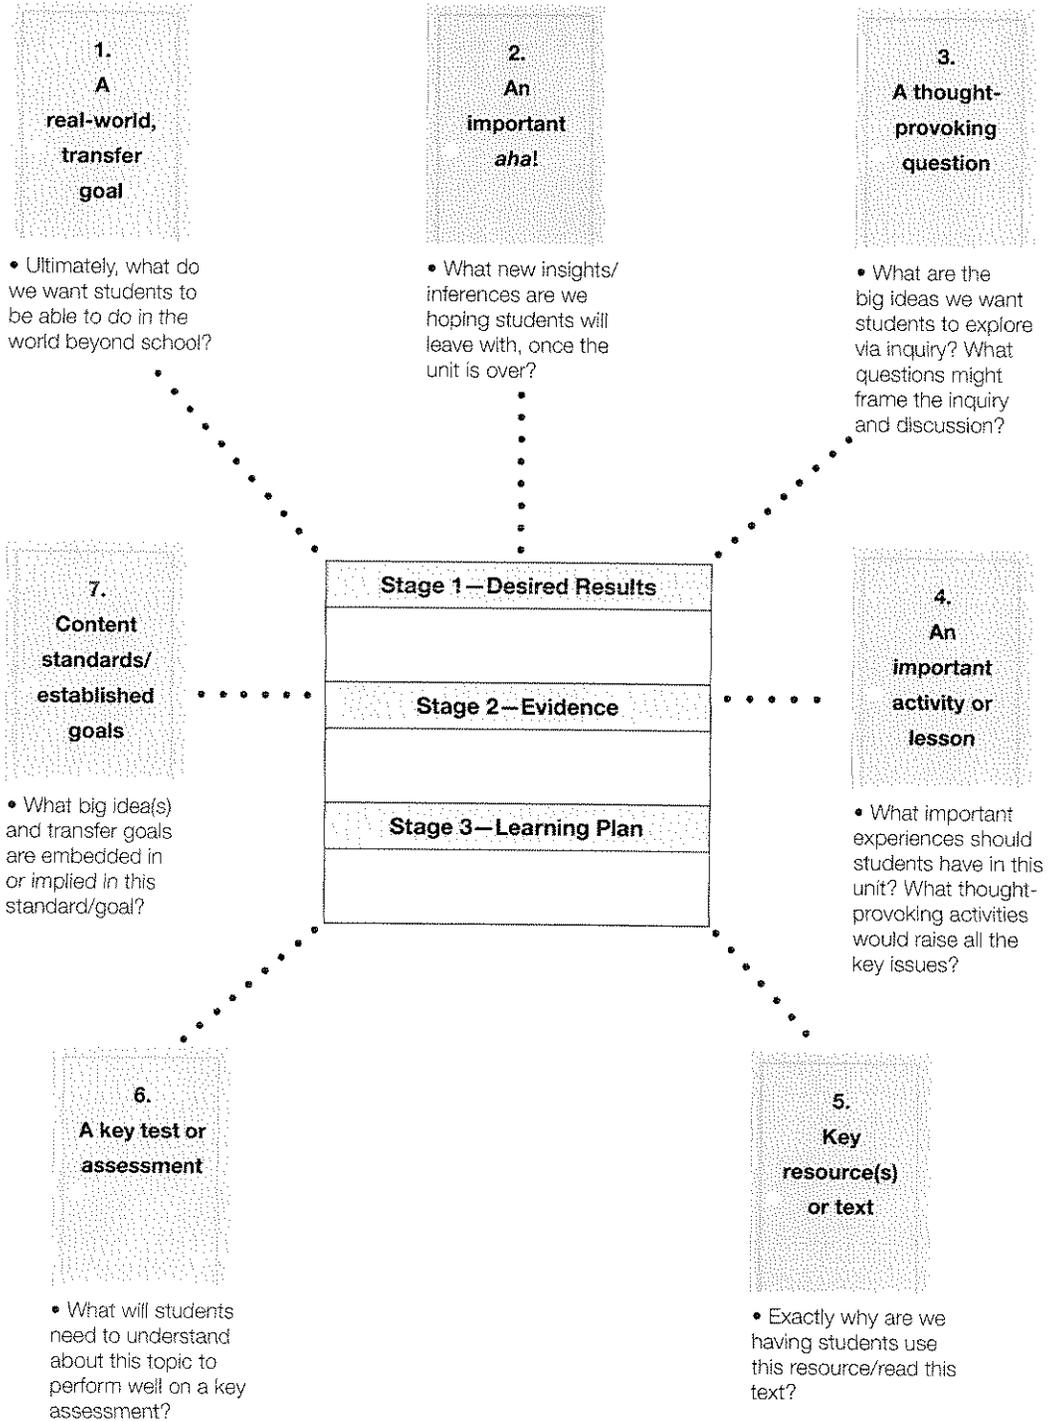 1.
A
real-world,
transfer
goal
• Ultimately, what do
we want students to
be able to do in the
world beyond school?
2.
An
important
aha!
• What new insights/
inferences are we
hoping students will
leave with, once the
unit is over?
3.
A thought-
provoking
question
• What are the
big ideas we want
students to explore
via inquiry? What
questions might
frame the inquiry
and discussion?
7.
Content
standards/
established
goals
• What big idea(s)
and transfer goals
are embedded in
or implied in this
standard/goal?
Stage 1—Desired Results
Stage 2—Evidence
Stage 3—Learning Plan
4.
An
important
activity or
lesson
• What important
experiences should
students have in this
unit? What thought-
provoking activities
would raise all the
key issues?
6.
A key test or
assessment
• What will students
need to understand
about this topic to
perform well on a key
assessment?
5.
Key
resource(s)
or text
• Exactly why are we
having students use
this resource/read this
text?